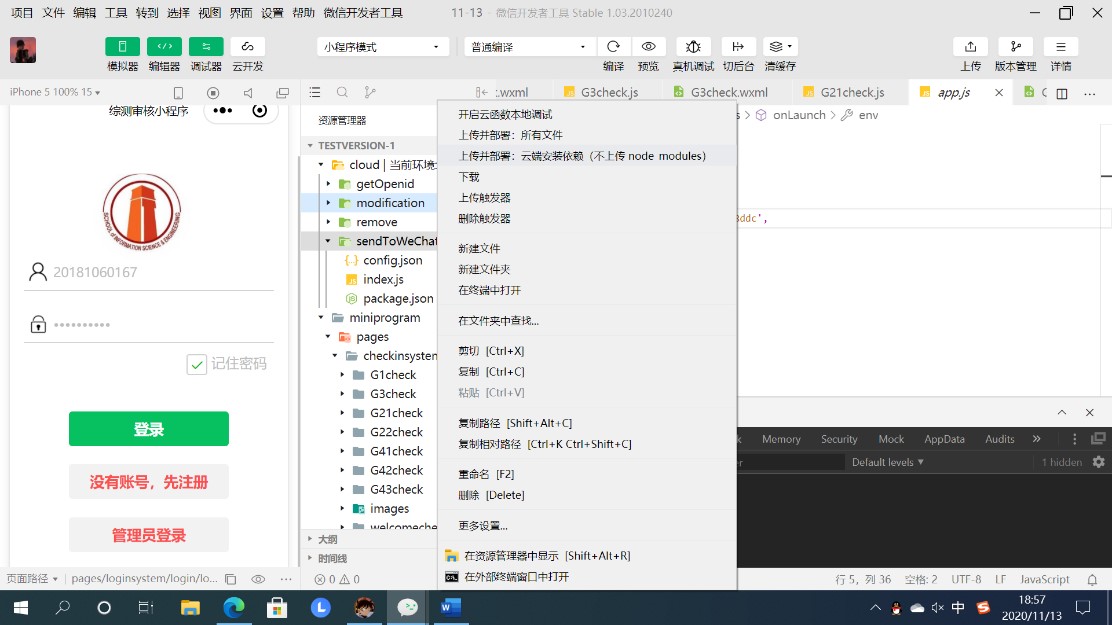 项目 文件 编辑 工具 转到 选择 视图 界面 设置 帮助 微信开发者工具 11-13 - 微信开发者工具 Stable 1.03.2010240
小程序模式 普通编译
模拟器 编辑器 调试器 云开发 编译 预览 真机调试 切后台 清缓存 上传 版本管理 详情
iPhone 5 100% 15
:.wxml G3check.js G3check.wxml G21check.js app.js
综测审核小程序
资源管理器
s › onLaunch › env
TESTVERSION-1
cloud | 当前环境
getOpenid
modification
remove
sendToWeChat
config.json
index.js
package.json
miniprogram
pages
checkinsystem
G1check
G3check
G21check
G22check
G41check
G42check
G43check
images
welcomeche
大纲
时间线
SCHOOL of INFORMATION SCIENCE & ENGINEERING
20181060167
••••••••••
记住密码
登录
没有账号，先注册
管理员登录
开启云函数本地调试
上传并部署：所有文件
上传并部署：云端安装依赖（不上传 node_modules）
下载
上传触发器
删除触发器
新建文件
新建文件夹
在终端中打开
在文件夹中查找...
剪切 [Ctrl+X]
复制 [Ctrl+C]
粘贴 [Ctrl+V]
复制路径 [Shift+Alt+C]
复制相对路径 [Ctrl+K Ctrl+Shift+C]
重命名 [F2]
删除 [Delete]
更多设置...
在资源管理器中显示 [Shift+Alt+R]
在外部终端窗口中打开
3ddc',
Memory Security Mock AppData Audits
Default levels 1 hidden
页面路径 pages/loginsystem/login/lo... 0 0 行 5，列 36 空格: 2 UTF-8 LF JavaScript
中
18:57
2020/11/13